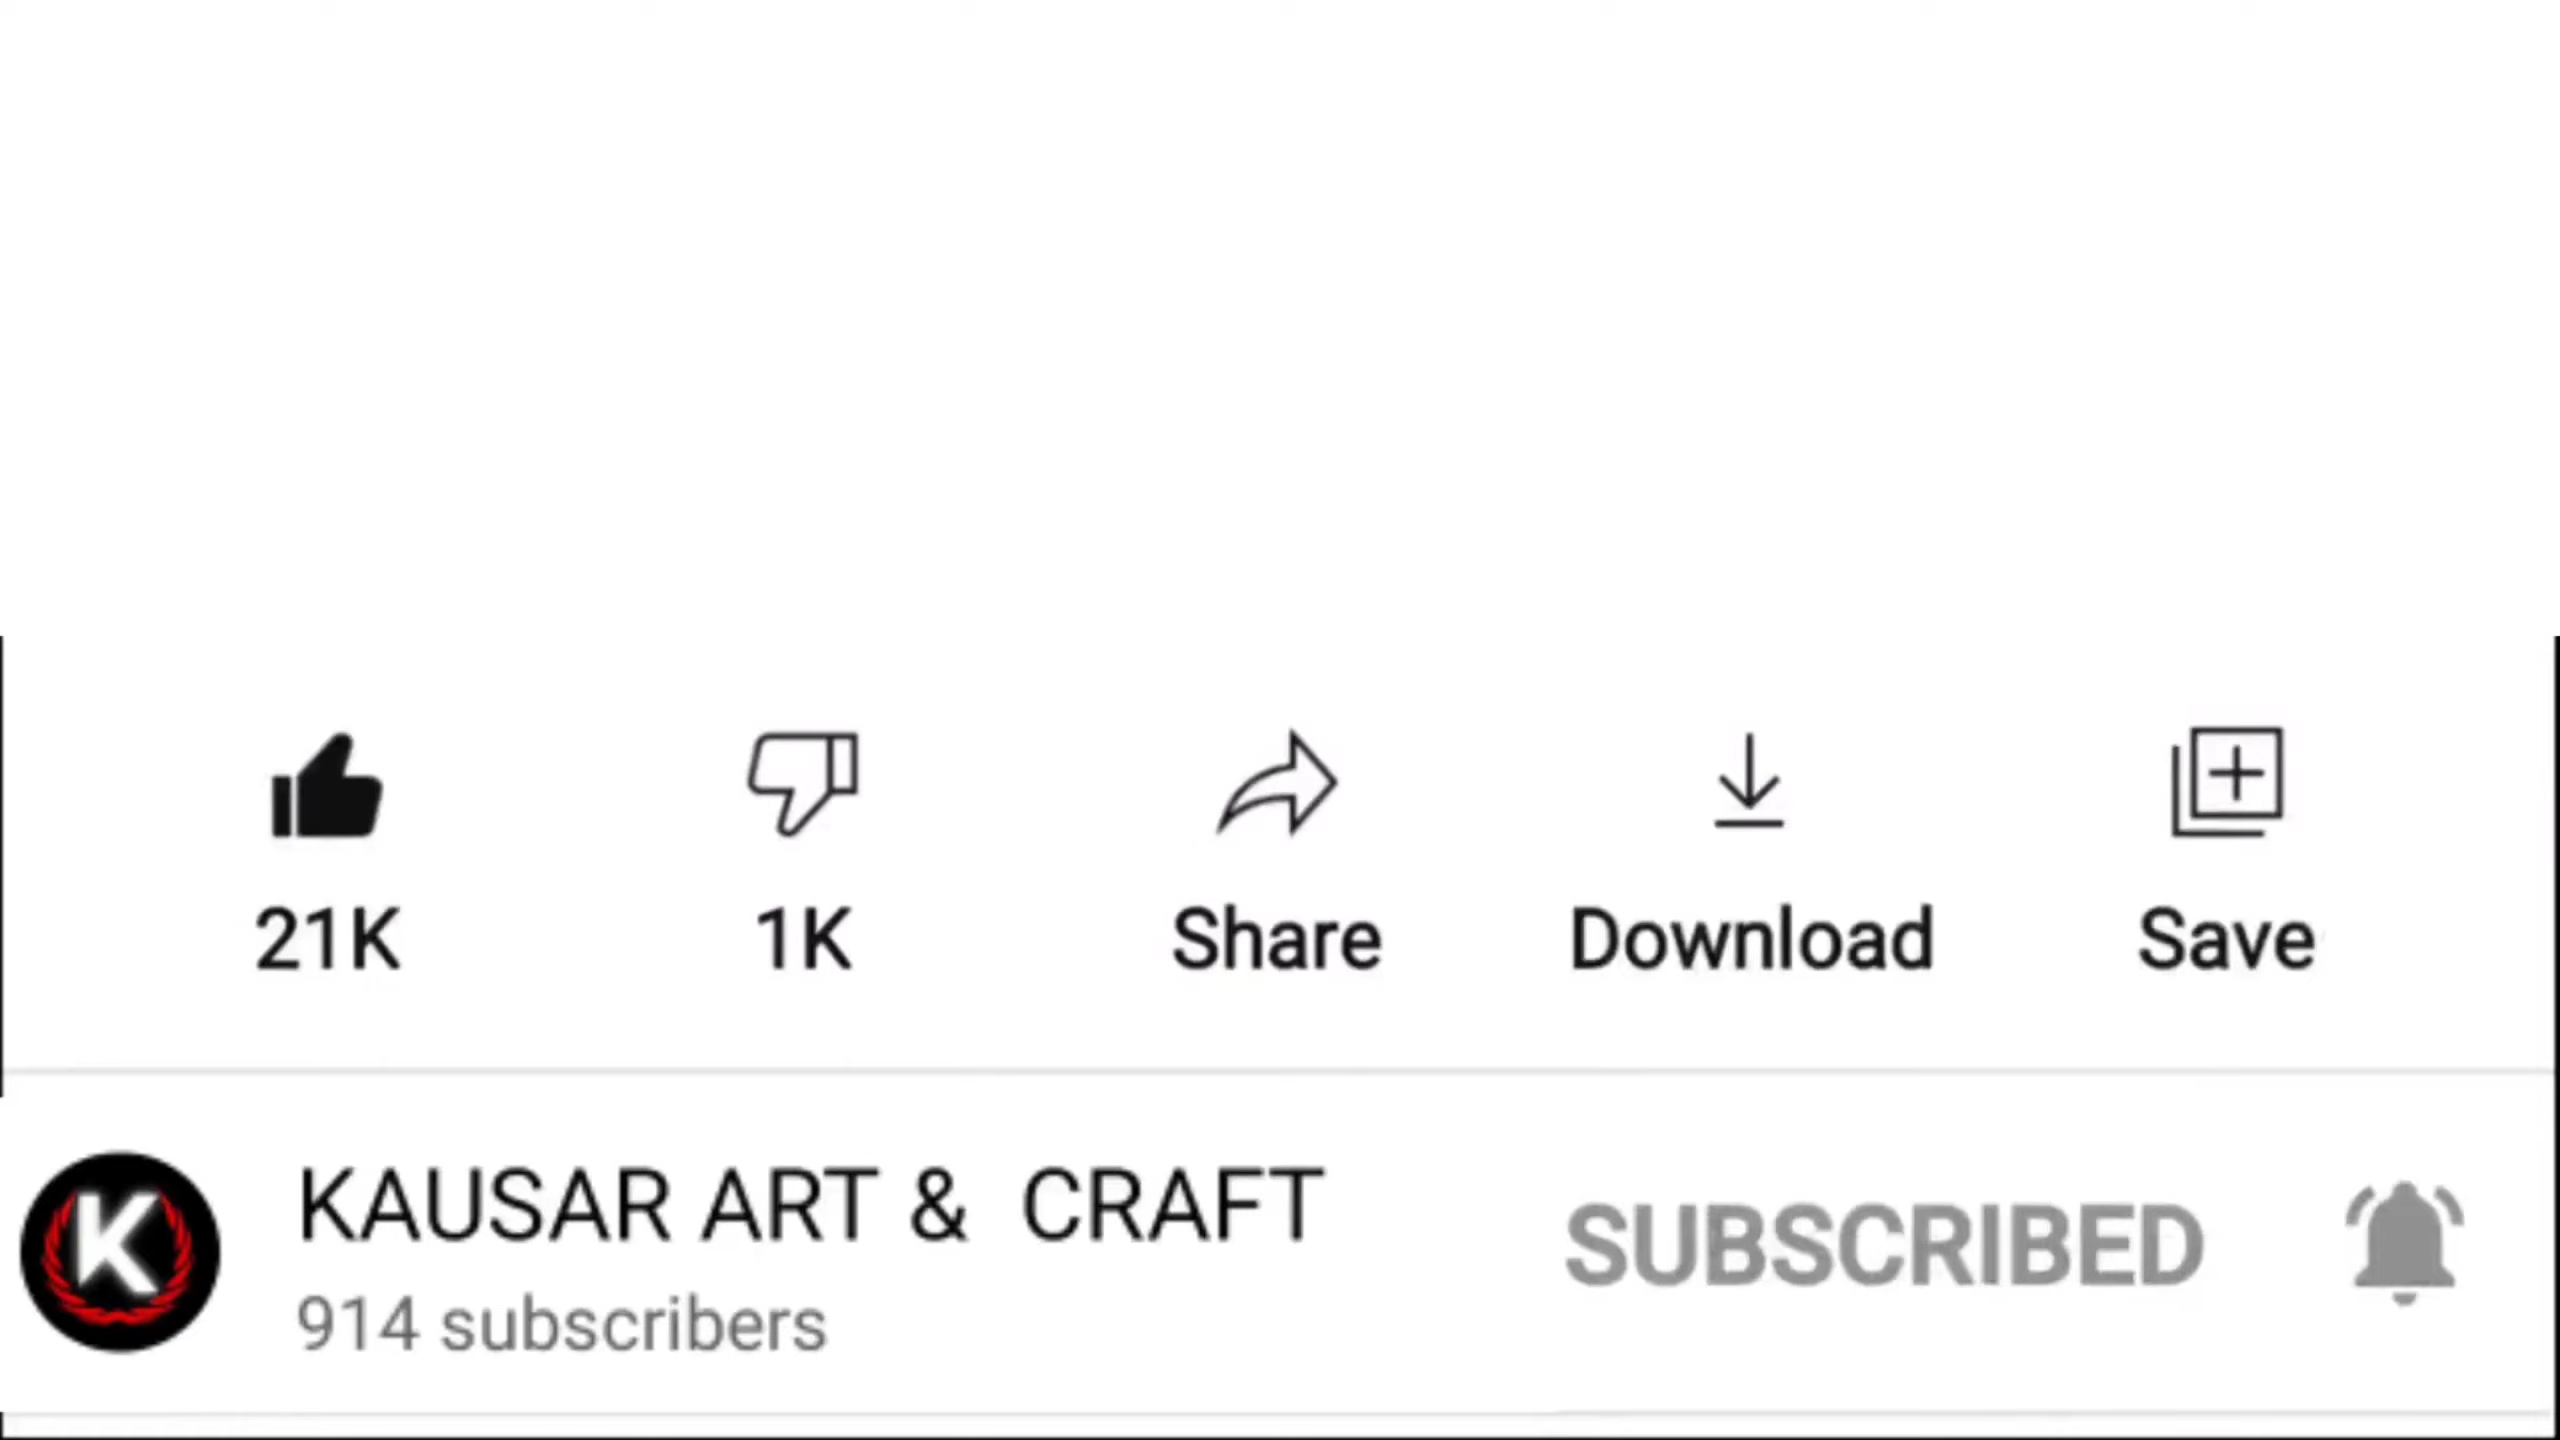 21K
1K
Share
Download
Save
K
KAUSAR ART & CRAFT
914 subscribers
SUBSCRIBED